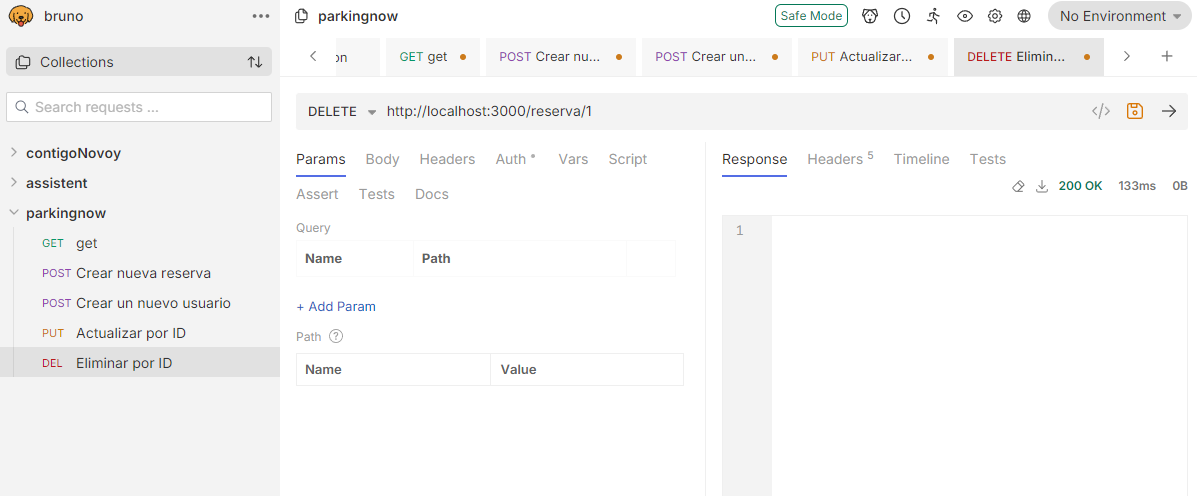 bruno
Collections
Search requests ...
contigoNovoy
assistent
parkingnow
GET get
POST Crear nueva reserva
POST Crear un nuevo usuario
PUT Actualizar por ID
DEL Eliminar por ID
parkingnow
Safe Mode
No Environment
on
GET get
POST Crear nu...
POST Crear un...
PUT Actualizar...
DELETE Elimin...
DELETE http://localhost:3000/reserva/1
Params Body Headers Auth Vars Script
Assert Tests Docs
Query
Name Path
+ Add Param
Path ?
Name Value
Response Headers 5 Timeline Tests
200 OK 133ms 0B
1